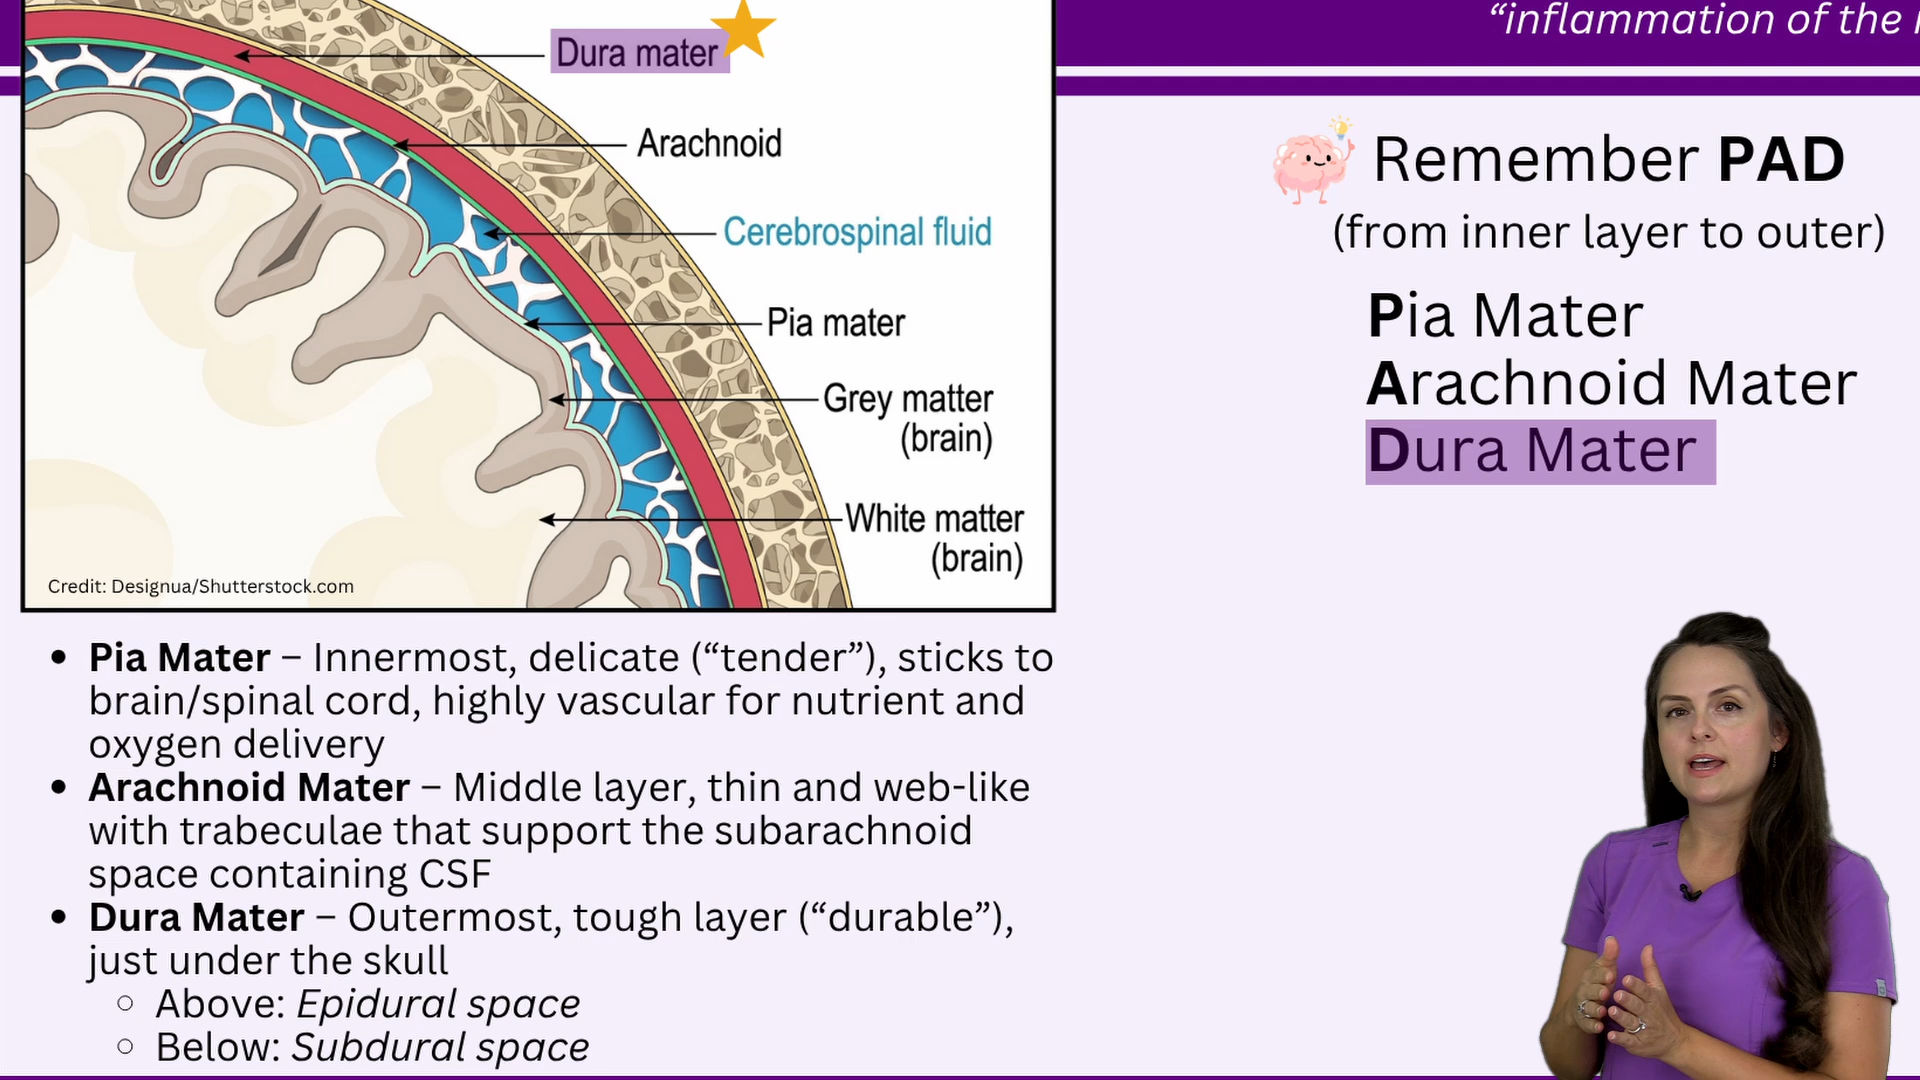 “inflammation of the
Dura mater
Arachnoid
Cerebrospinal fluid
Pia mater
Grey matter
(brain)
White matter
(brain)
Credit: Designua/Shutterstock.com
Remember PAD
(from inner layer to outer)
Pia Mater
Arachnoid Mater
Dura Mater
• Pia Mater – Innermost, delicate (“tender”), sticks to
brain/spinal cord, highly vascular for nutrient and
oxygen delivery
• Arachnoid Mater – Middle layer, thin and web-like
with trabeculae that support the subarachnoid
space containing CSF
• Dura Mater – Outermost, tough layer (“durable”),
just under the skull
○ Above: Epidural space
○ Below: Subdural space